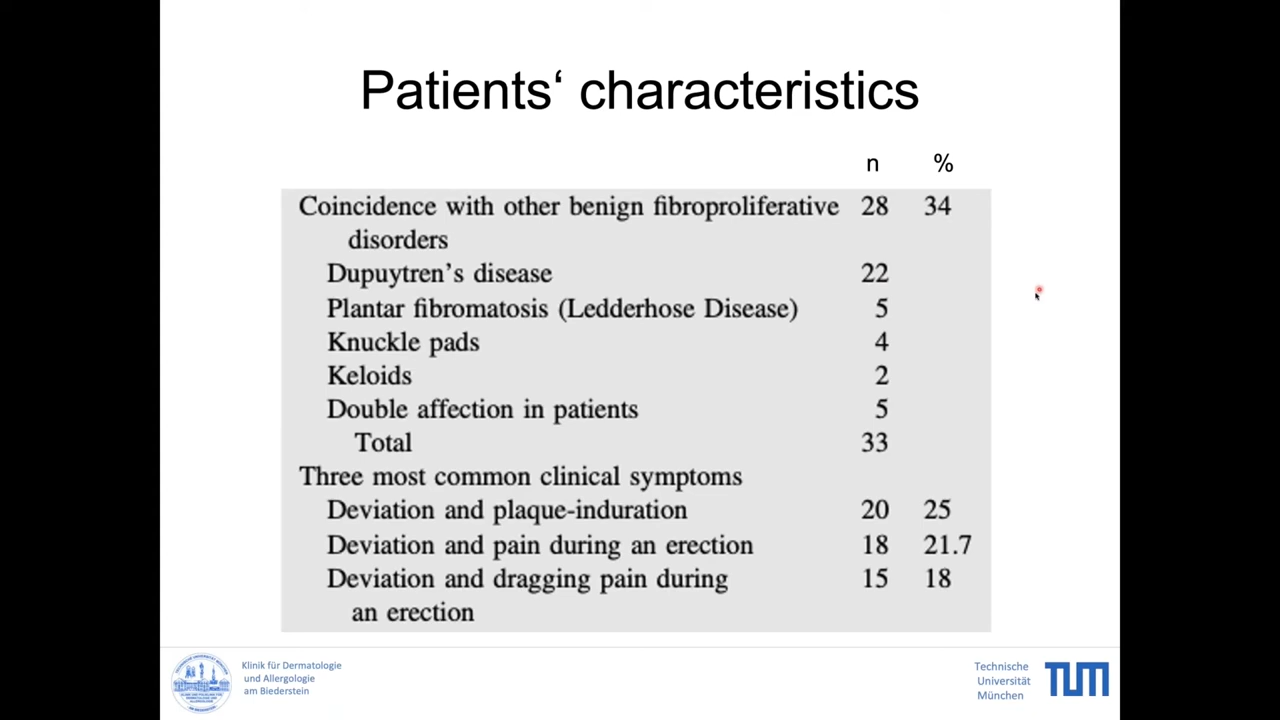 Patients‘ characteristics
n %
Coincidence with other benign fibroproliferative 28 34
disorders
Dupuytren’s disease 22
Plantar fibromatosis (Ledderhose Disease) 5
Knuckle pads 4
Keloids 2
Double affection in patients 5
Total 33
Three most common clinical symptoms
Deviation and plaque-induration 20 25
Deviation and pain during an erection 18 21.7
Deviation and dragging pain during 15 18
an erection
Klinik für Dermatologie
und Allergologie
am Biederstein
Technische
Universität
München
TUM